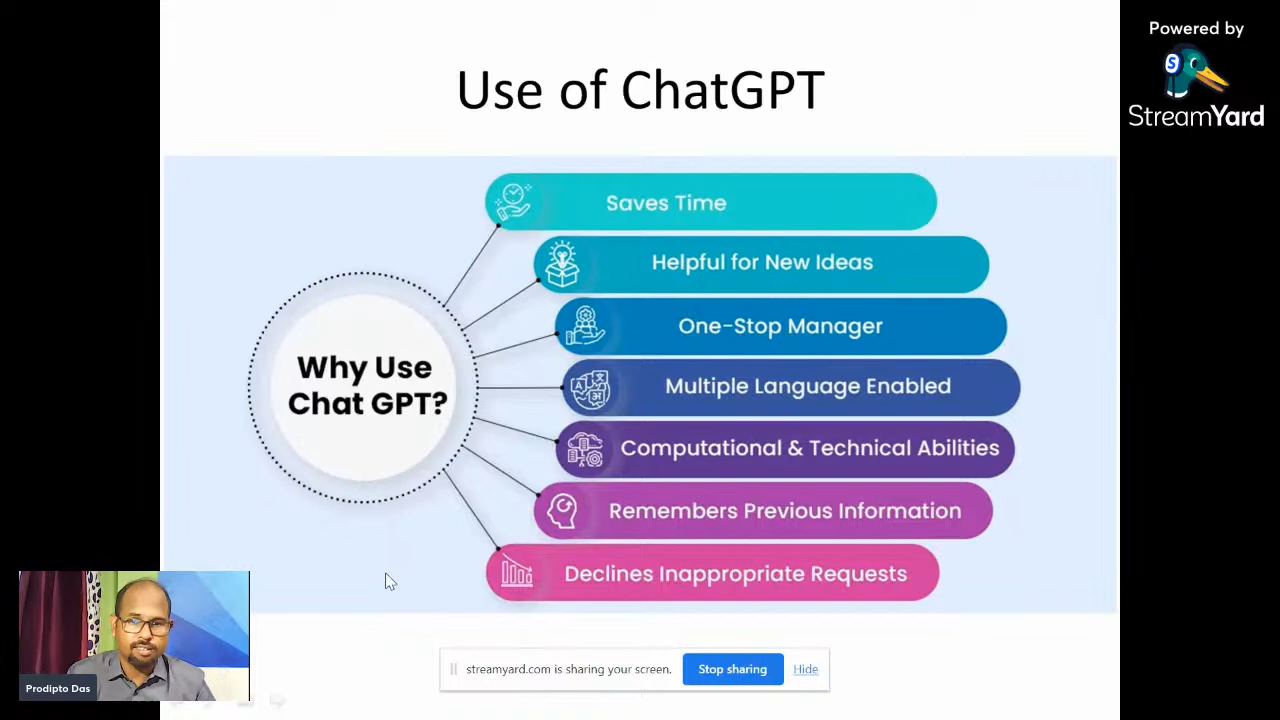 Powered by
StreamYard
Use of ChatGPT
Why Use
Chat GPT?
Saves Time
Helpful for New Ideas
One-Stop Manager
Multiple Language Enabled
Computational & Technical Abilities
Remembers Previous Information
Declines Inappropriate Requests
Prodipto Das
streamyard.com is sharing your screen.
Stop sharing
Hide